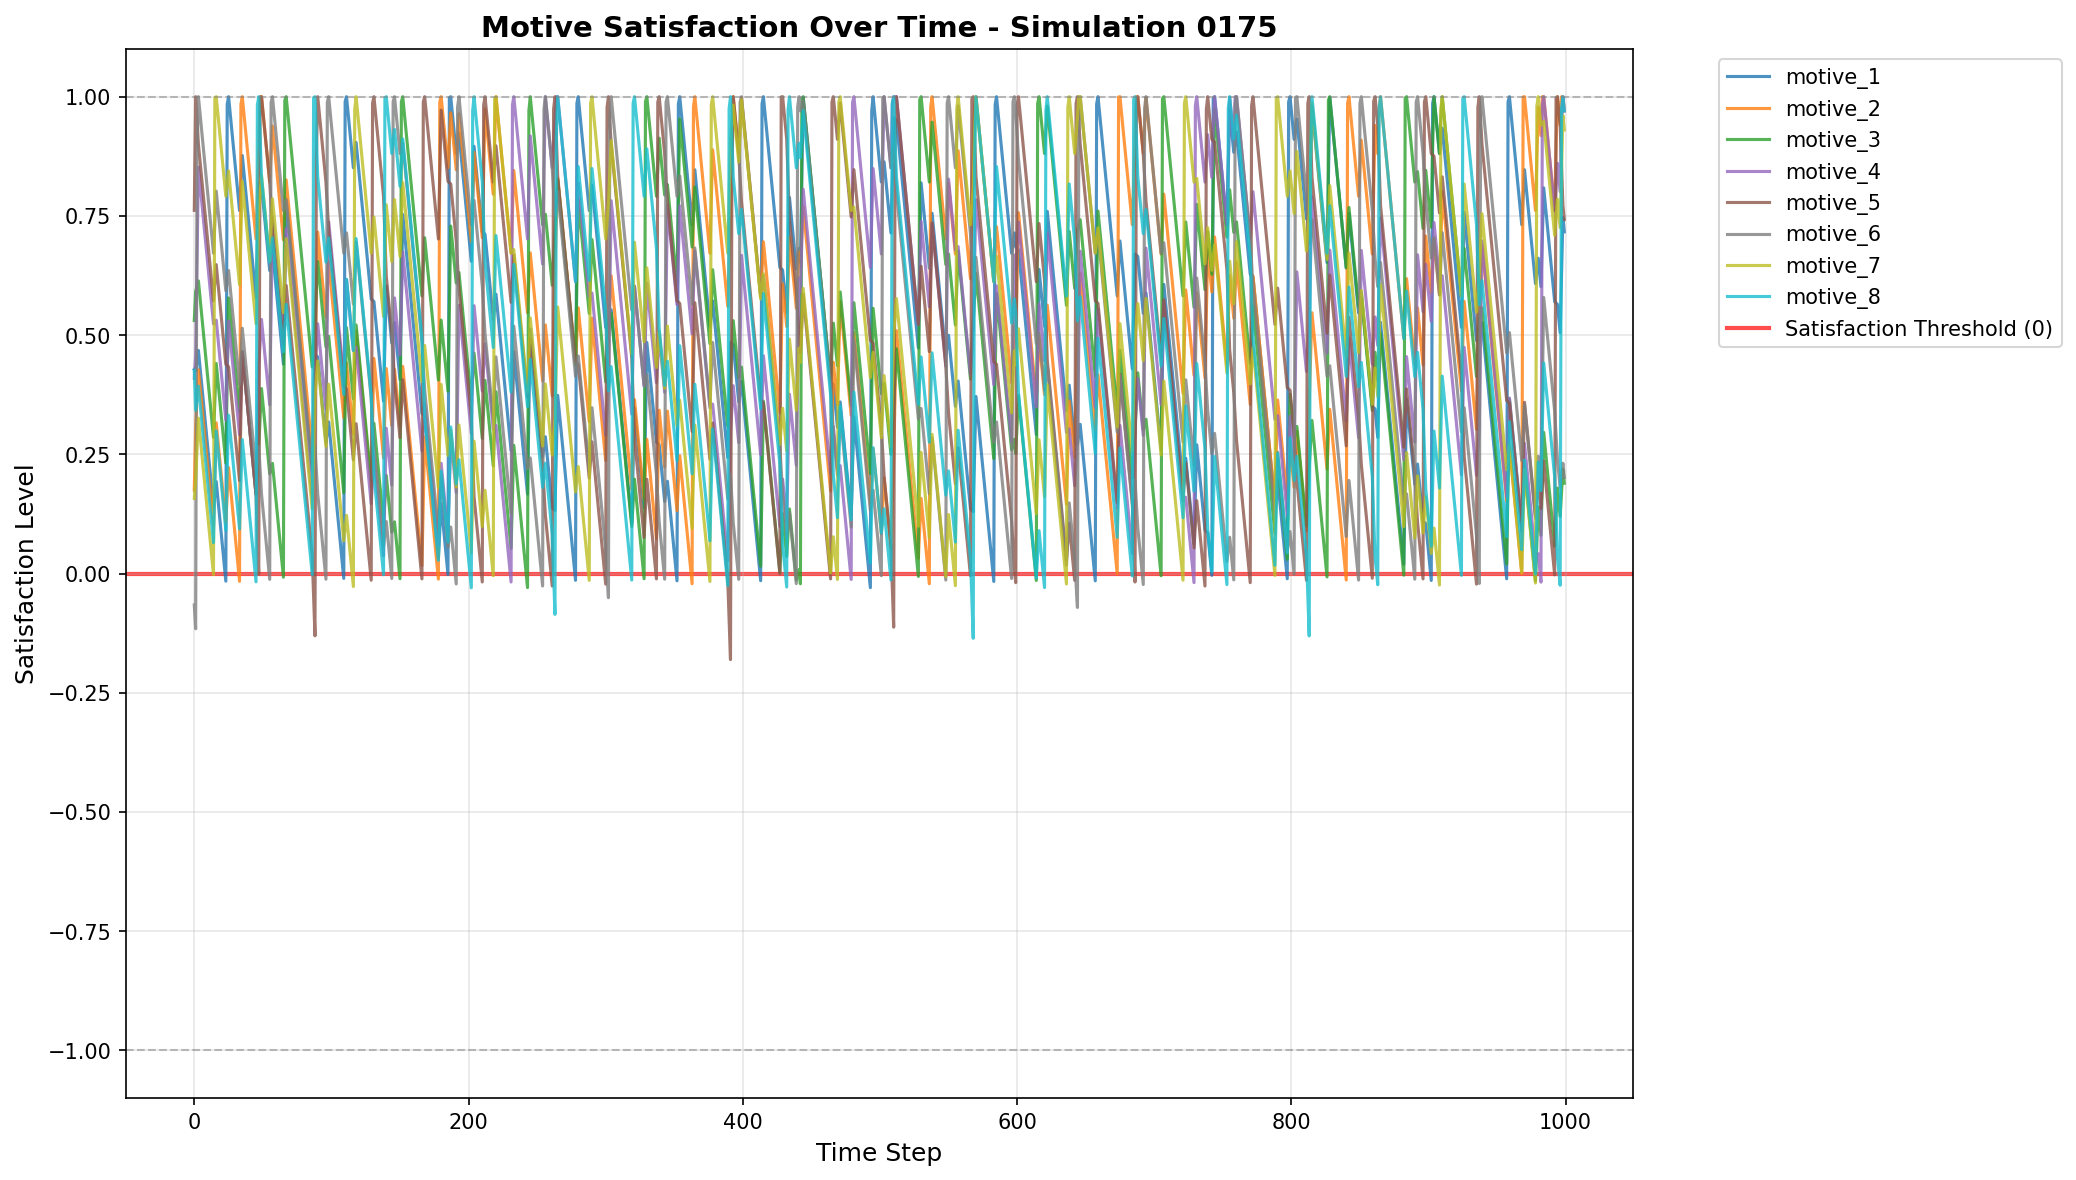 Motive Satisfaction Over Time - Simulation 0175
1.00
0.75
0.50
0.25
0.00
−0.25
−0.50
−0.75
−1.00
Satisfaction Level
0
200
400
600
800
1000
Time Step
motive_1
motive_2
motive_3
motive_4
motive_5
motive_6
motive_7
motive_8
Satisfaction Threshold (0)